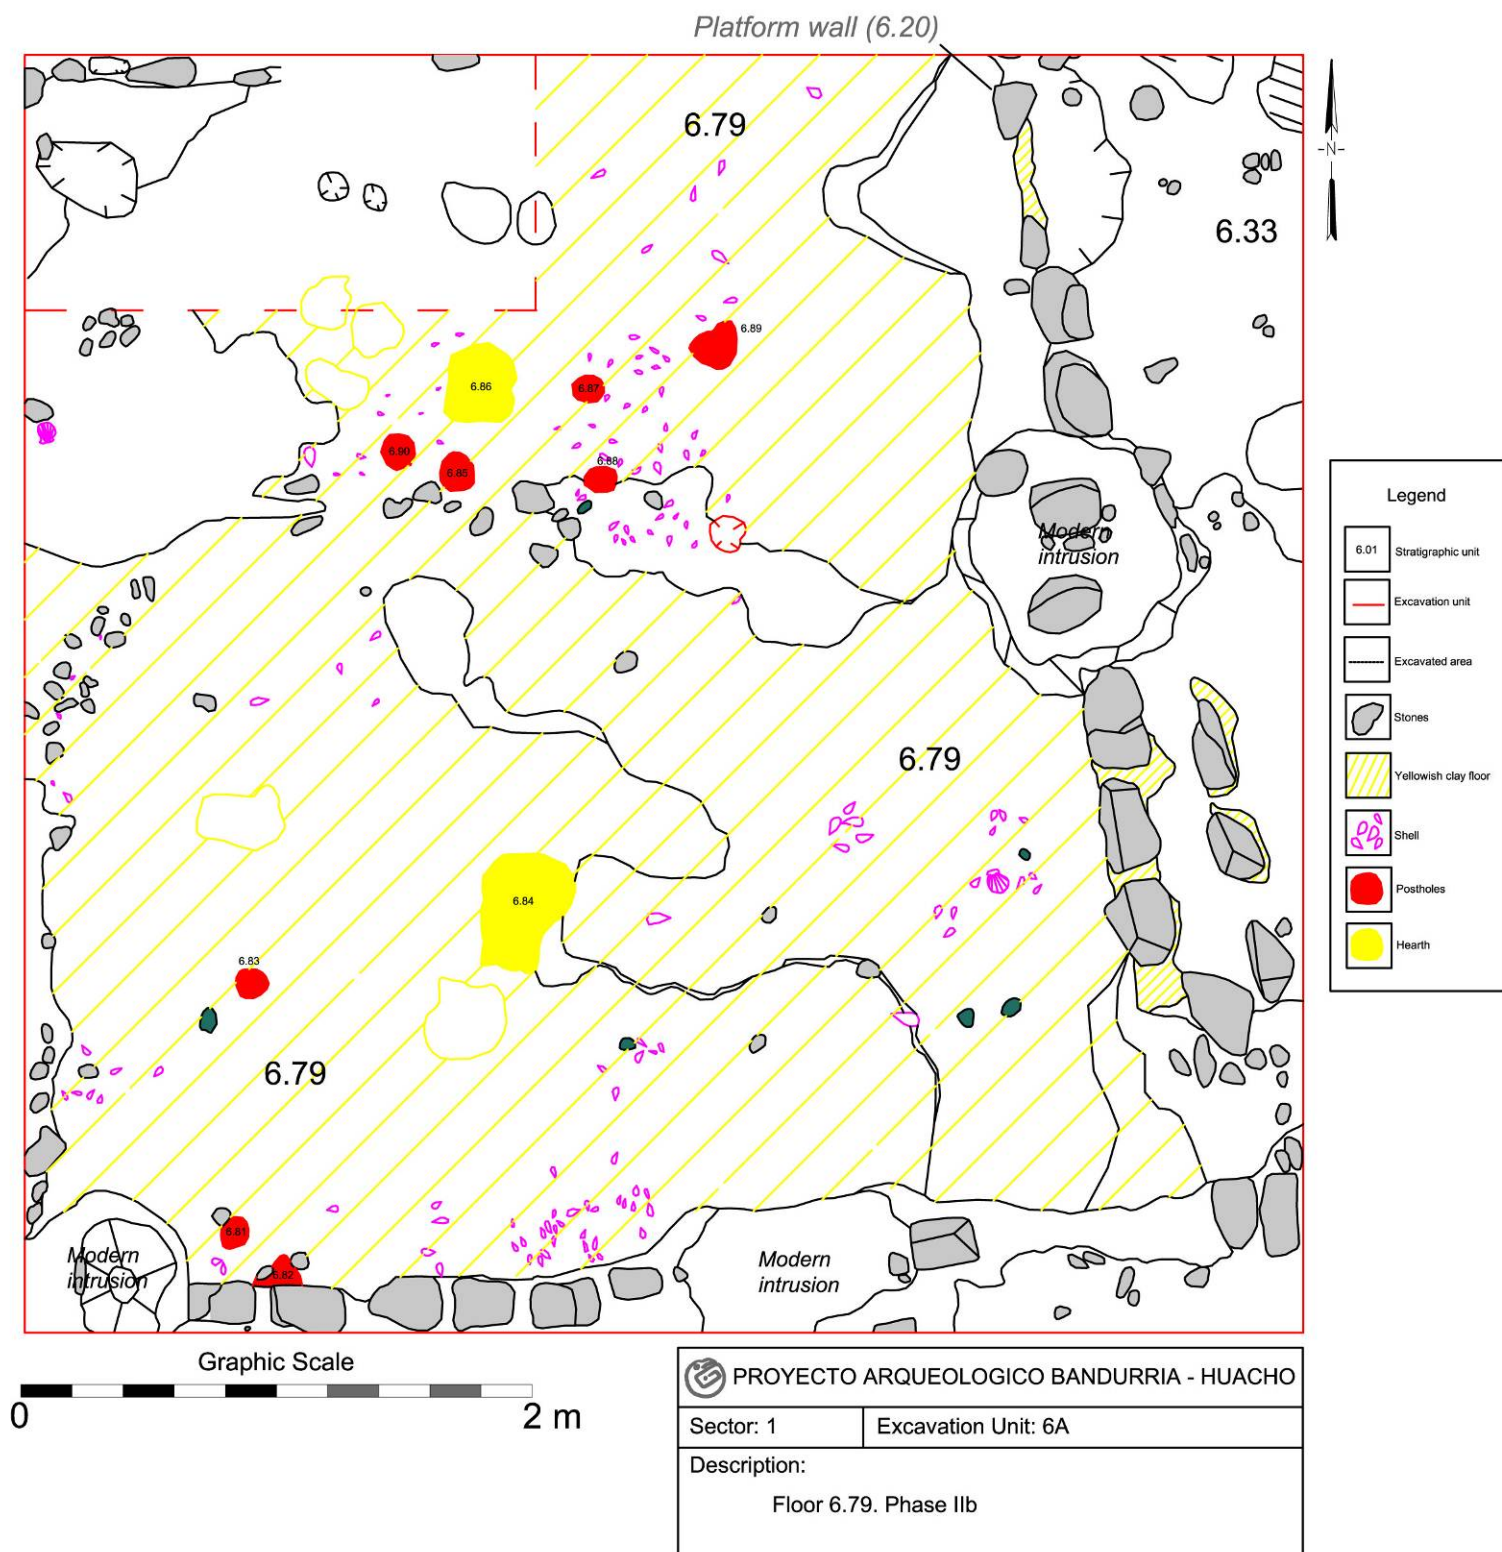 Platform wall (6.20)
6.79
-N-
6.33
6.89
6.86
6.87
6.90
6.85
6.88
Modern
intrusion
Legend
6.01 Stratigraphic unit
Excavation unit
Excavated area
Stones
Yellowish clay floor
Shell
Postholes
Hearth
6.79
6.84
6.83
6.79
6.81
6.82
Modern
intrusion
Modern
intrusion
Graphic Scale
0 2 m
PROYECTO ARQUEOLOGICO BANDURRIA - HUACHO
Sector: 1 Excavation Unit: 6A
Description:
Floor 6.79. Phase IIb